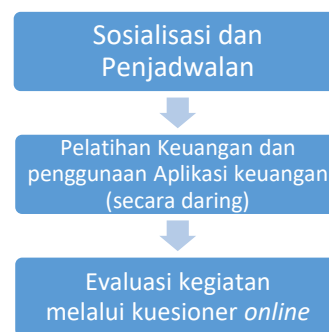 Sosialisasi dan
Penjadwalan
Pelatihan Keuangan dan
penggunaan Aplikasi keuangan
(secara daring)
Evaluasi kegiatan
melalui kuesioner online